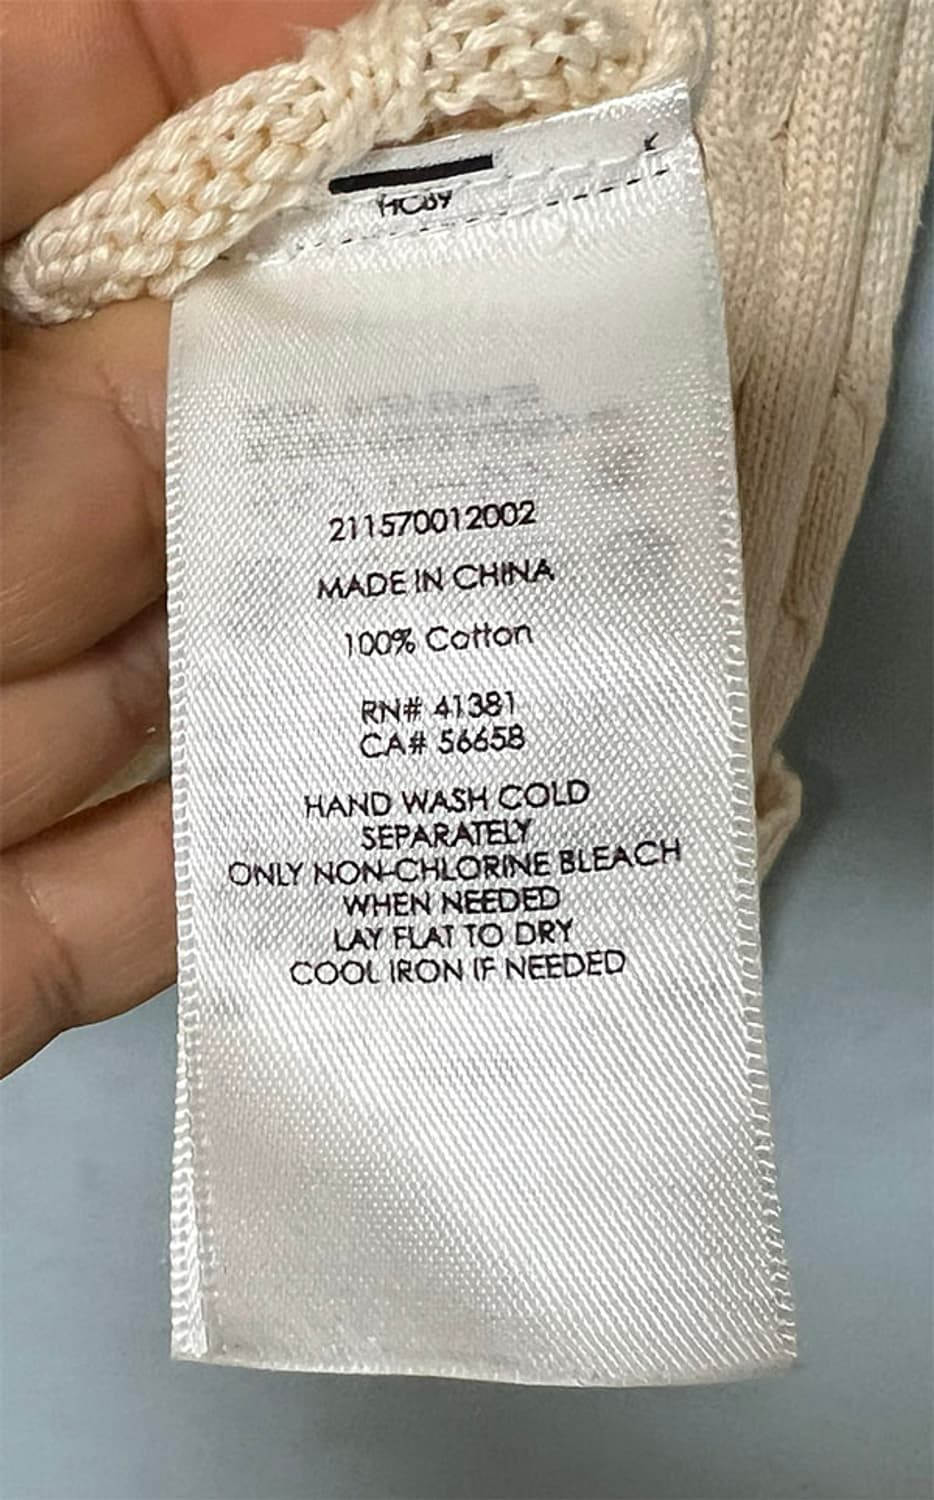 211570012002
MADE IN CHINA
100% Cotton
RN# 41381
CA# 56658
HAND WASH COLD
SEPARATELY
ONLY NON-CHLORINE BLEACH
WHEN NEEDED
LAY FLAT TO DRY
COOL IRON IF NEEDED